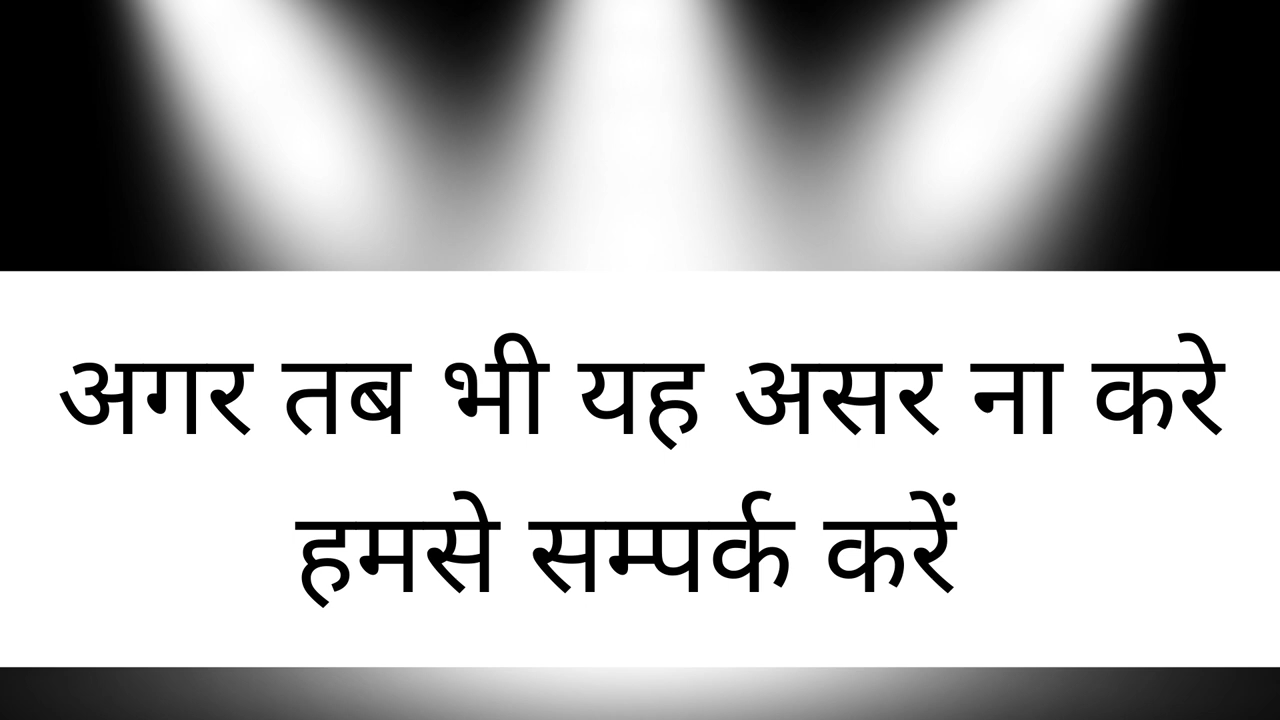 अगर तब भी यह असर ना करे
हमसे सम्पर्क करें